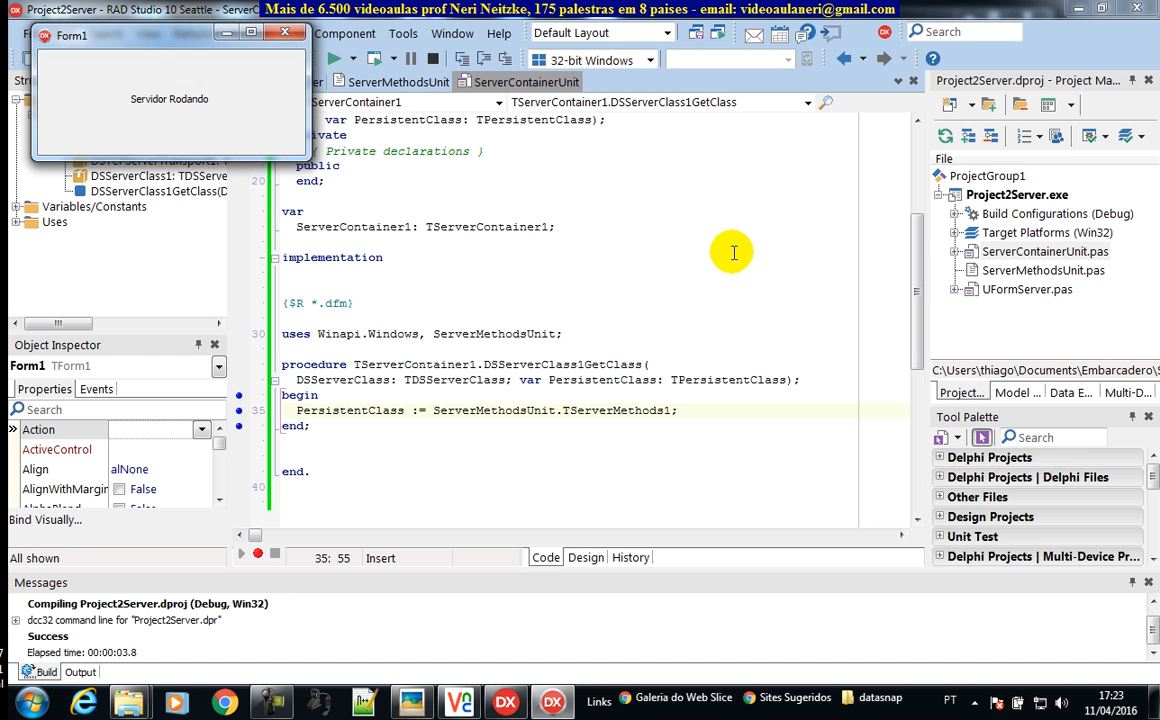 Project2Server - RAD Studio 10 Seattle - ServerC
Mais de 6.500 videoaulas prof Neri Neitzke, 175 palestras em 8 paises - email: videoaulaneri@gmail.com
Form1
Servidor Rodando
Component Tools Window Help
Default Layout
Search
32-bit Windows
ServerMethodsUnit
ServerContainerUnit
ServerContainer1
TServerContainer1.DSServerClass1GetClass
var PersistentClass: TPersistentClass);
Private declarations }
public
20 end;
var
ServerContainer1: TServerContainer1;
implementation
{$R *.dfm}
30 uses Winapi.Windows, ServerMethodsUnit;
procedure TServerContainer1.DSServerClass1GetClass(
DSServerClass: TDSServerClass; var PersistentClass: TPersistentClass);
begin
35 PersistentClass := ServerMethodsUnit.TServerMethods1;
end;
end.
40
DSServerClass1: TDSServe
DSServerClass1GetClass(D
Variables/Constants
Uses
Object Inspector
Form1 TForm1
Properties Events
Search
Action
ActiveControl
Align alNone
AlignWithMargin False
Bind Visually...
All shown
35: 55 Insert
Code Design History
Project2Server.dproj - Project Ma...
File
ProjectGroup1
Project2Server.exe
Build Configurations (Debug)
Target Platforms (Win32)
ServerContainerUnit.pas
ServerMethodsUnit.pas
UFormServer.pas
C:\Users\thiago\Documents\Embarcadero\S
Project... Model ... Data E... Multi-D...
Tool Palette
Search
Delphi Projects
Delphi Projects | Delphi Files
Other Files
Design Projects
Unit Test
Delphi Projects | Multi-Device Pr...
Messages
Compiling Project2Server.dproj (Debug, Win32)
dcc32 command line for "Project2Server.dpr"
Success
Elapsed time: 00:00:03.8
Build Output
Links
Galeria do Web Slice
Sites Sugeridos
datasnap
PT
17:23
11/04/2016